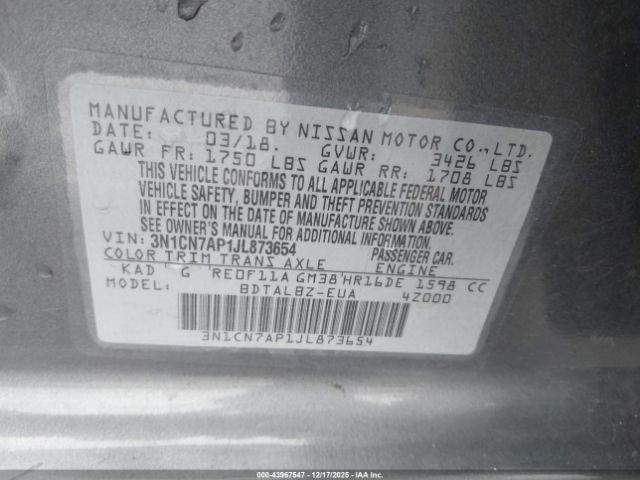 MANUFACTURED BY NISSAN MOTOR CO.,LTD.
DATE: 03/18. GVWR: 3426 LBS
GAWR FR: 1750 LBS GAWR RR: 1708 LBS
THIS VEHICLE CONFORMS TO ALL APPLICABLE FEDERAL MOTOR
VEHICLE SAFETY, BUMPER AND THEFT PREVENTION STANDARDS
IN EFFECT ON THE DATE OF MANUFACTURE SHOWN ABOVE.
SEE OWNER'S MANUAL FOR ADDITIONAL INFORMATION
VIN: 3N1CN7AP1JL873654 PASSENGER CAR.
COLOR TRIM TRANS AXLE ENGINE
KAD G RE0F11A GM38 HR16DE 1598 CC
MODEL: BDTALBZ-EUA 4Z000
3N1CN7AP1JL873654
000-43967547 - 12/17/2025 - COPYRIGHT © IAA, LLC.